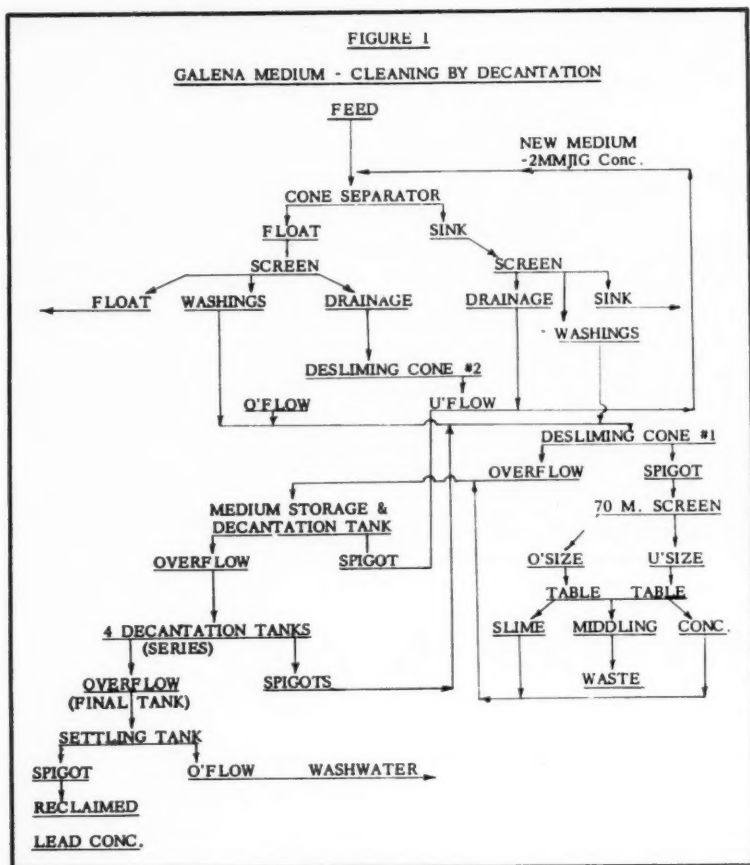 FIGURE 1
GALENA MEDIUM - CLEANING BY DECANTATION
FEED
NEW MEDIUM
-2MMJIG Conc.
CONE SEPARATOR
FLOAT SINK
SCREEN SCREEN
FLOAT WASHINGS DRAINAGE DRAINAGE SINK
WASHINGS
DESLIMING CONE #2
O'FLOW U'FLOW
DESLIMING CONE #1
OVERFLOW SPIGOT
MEDIUM STORAGE &
DECANTATION TANK
70 M. SCREEN
OVERFLOW SPIGOT O'SIZE U'SIZE
TABLE TABLE
4 DECANTATION TANKS
(SERIES)
SLIME MIDDLING CONC.
OVERFLOW
(FINAL TANK)
SPIGOTS WASTE
SETTLING TANK
SPIGOT O'FLOW WASHWATER
RECLAIMED
LEAD CONC.